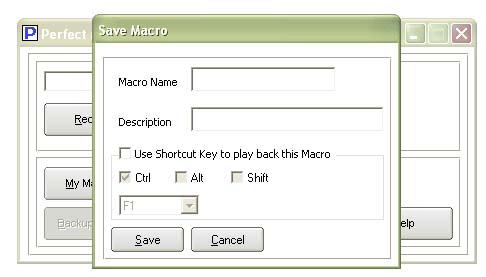 P Perfect
Save Macro
Macro Name
Description
Rec
Use Shortcut Key to play back this Macro
Ctrl Alt Shift
My Ma
F1
Backup
elp
Save Cancel